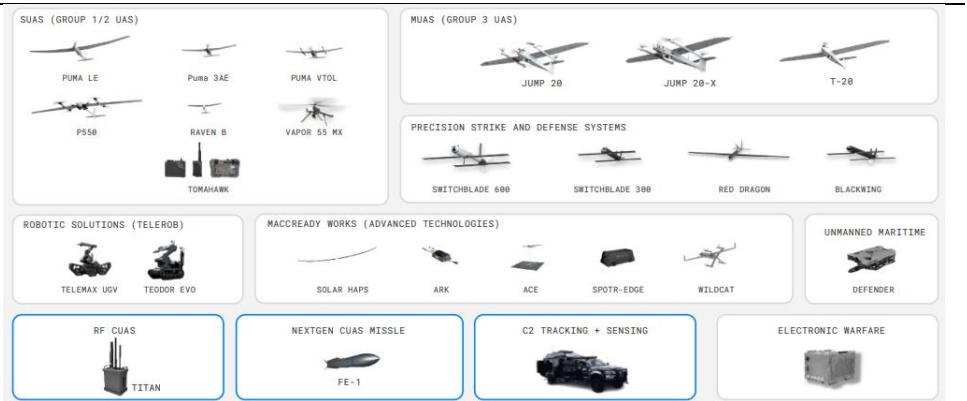 SUAS (GROUP 1/2 UAS)
PUMA LE
Puma 3AE
PUMA VTOL
P550
RAVEN B
VAPOR 55 MX
TOMAHAWK
MUAS (GROUP 3 UAS)
JUMP 20
JUMP 20-X
T-20
PRECISION STRIKE AND DEFENSE SYSTEMS
SWITCHBLADE 600
SWITCHBLADE 300
RED DRAGON
BLACKWING
ROBOTIC SOLUTIONS (TELEROB)
TELEMAX UGV
TEODOR EVO
MACCREADY WORKS (ADVANCED TECHNOLOGIES)
SOLAR HAPS
ARK
ACE
SPOTR-EDGE
WILDCAT
UNMANNED MARITIME
DEFENDER
RF CUAS
TITAN
NEXTGEN CUAS MISSLE
FE-1
C2 TRACKING + SENSING
ELECTRONIC WARFARE